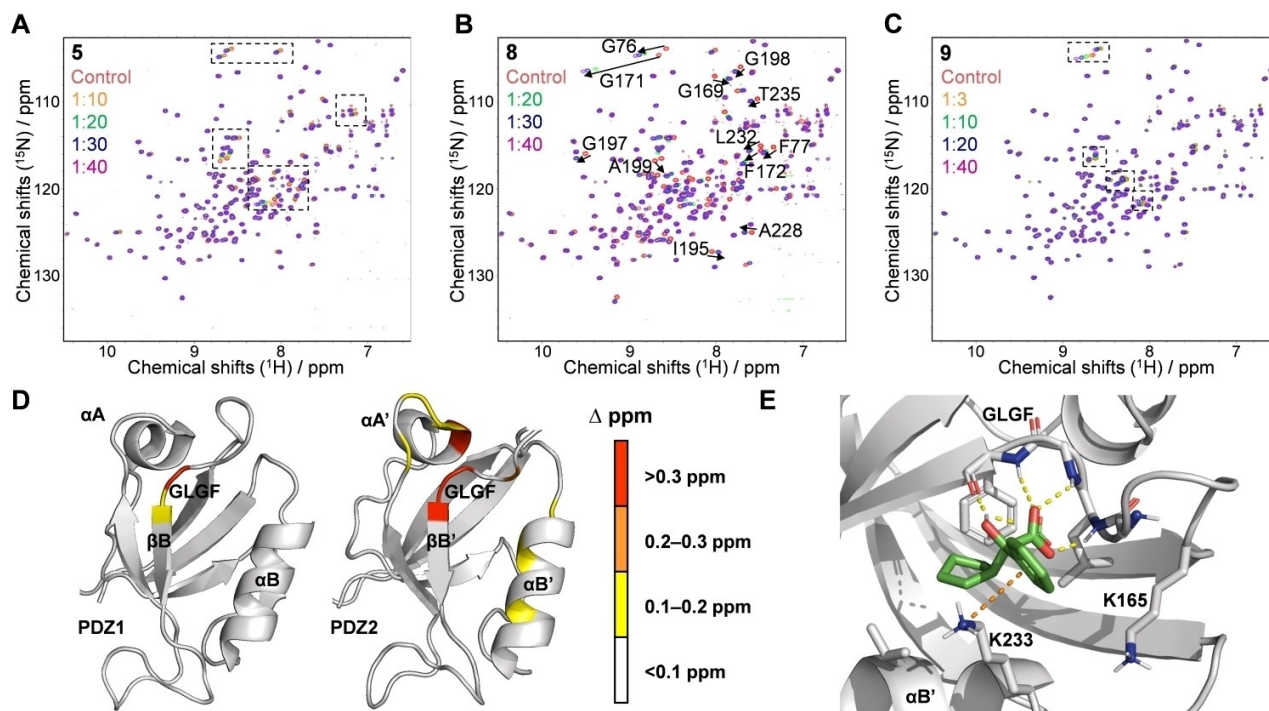 A
5
Control
1:10
1:20
1:30
1:40
110
120
130
Chemical shifts (¹⁵N) / ppm
10
9
8
7
Chemical shifts (¹H) / ppm
B
8
Control
1:20
1:30
1:40
G76
G171
G198
G169
T235
L232
F77
G197
A199
F172
A228
I195
110
120
130
Chemical shifts (¹⁵N) / ppm
10
9
8
7
Chemical shifts (¹H) / ppm
C
9
Control
1:3
1:10
1:20
1:40
110
120
130
Chemical shifts (¹⁵N) / ppm
10
9
8
7
Chemical shifts (¹H) / ppm
D
αA
GLGF
βB
αB
PDZ1
αA'
GLGF
βB'
αB'
PDZ2
Δ ppm
>0.3 ppm
0.2–0.3 ppm
0.1–0.2 ppm
<0.1 ppm
E
GLGF
K165
K233
αB'